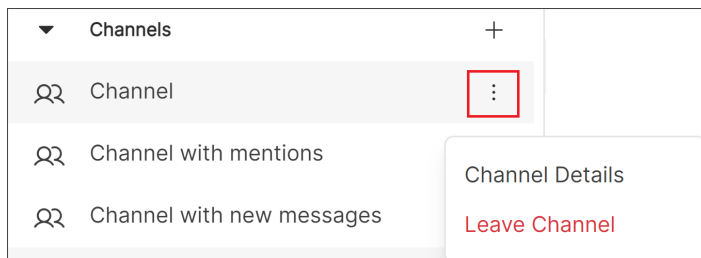 Channels
Channel
Channel with mentions
Channel Details
Channel with new messages
Leave Channel